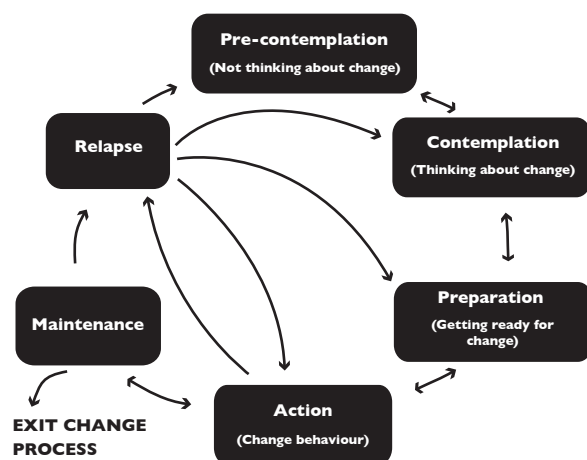 Pre-contemplation
(Not thinking about change)
Relapse
Contemplation
(Thinking about change)
Maintenance
Preparation
(Getting ready for
change)
Action
(Change behaviour)
EXIT CHANGE
PROCESS